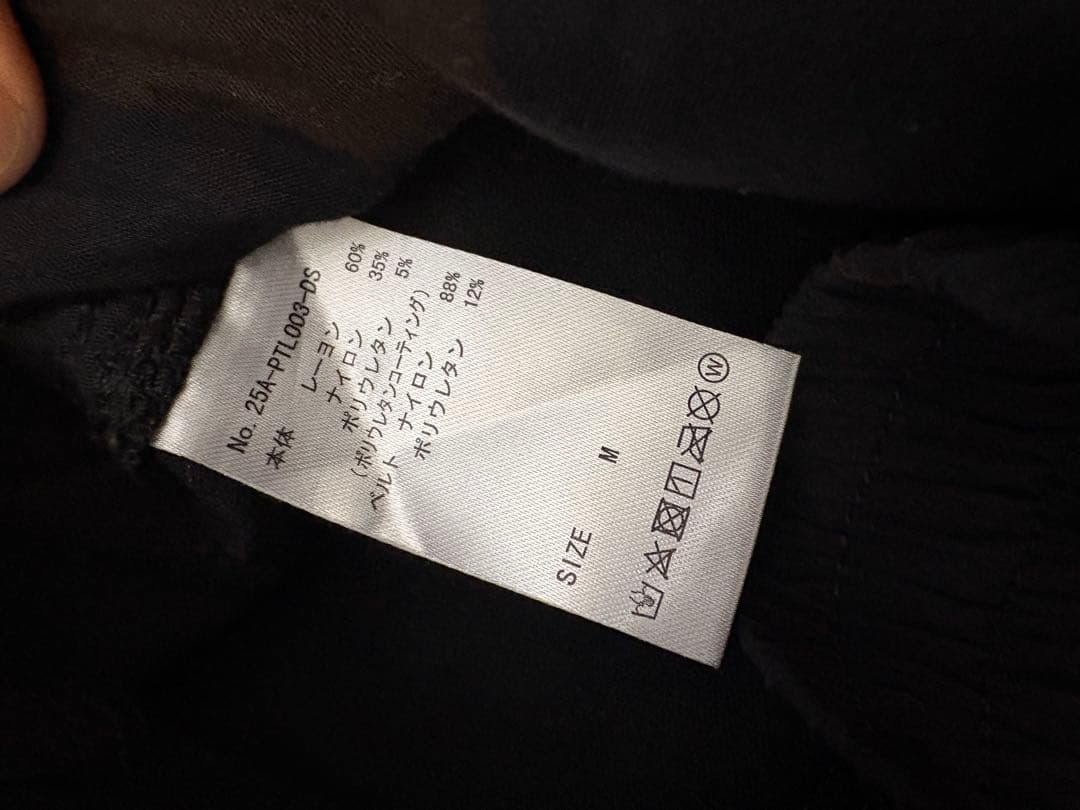 No. 25A-PTL003-DS
本体 レーヨン 60%
ナイロン 35%
ポリウレタン 5%
(ポリウレタンコーティング)
ベルト ナイロン 88%
ポリウレタン 12%
SIZE M
W